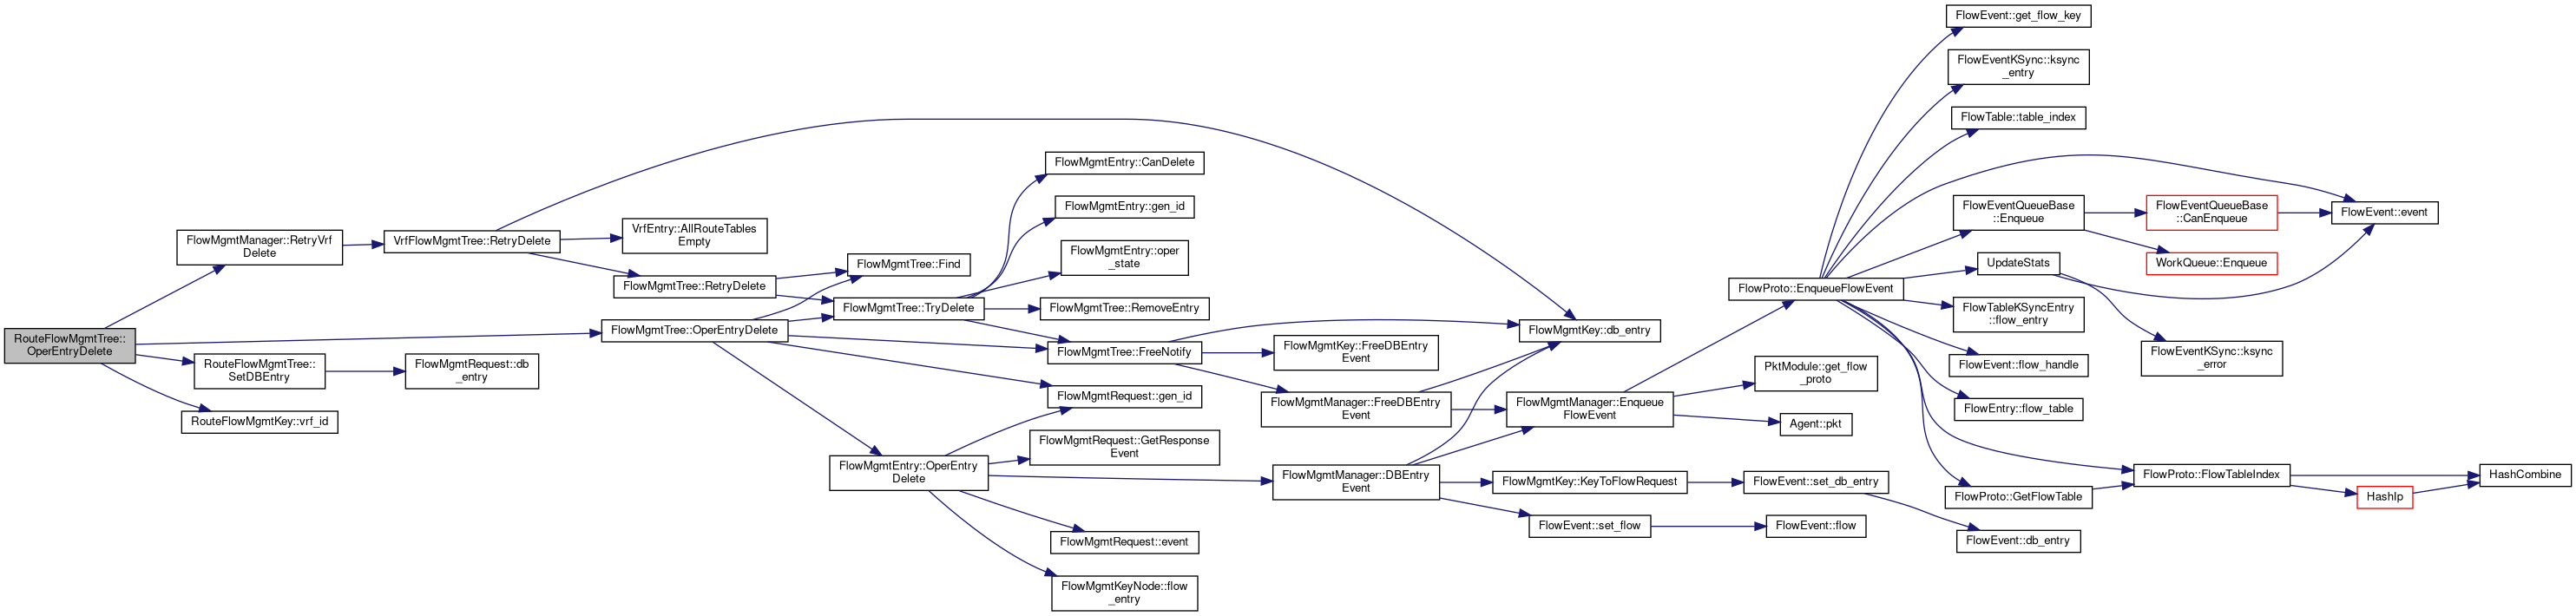 RouteFlowMgmtTree::
OperEntryDelete
FlowMgmtManager::RetryVrf
Delete
RouteFlowMgmtTree::
SetDBEntry
RouteFlowMgmtKey::vrf_id
VrfFlowMgmtTree::RetryDelete
FlowMgmtRequest::db
_entry
VrfEntry::AllRouteTables
Empty
FlowMgmtTree::RetryDelete
FlowMgmtTree::OperEntryDelete
FlowMgmtTree::Find
FlowMgmtTree::TryDelete
FlowMgmtEntry::OperEntry
Delete
FlowMgmtEntry::CanDelete
FlowMgmtEntry::gen_id
FlowMgmtEntry::oper
_state
FlowMgmtTree::RemoveEntry
FlowMgmtTree::FreeNotify
FlowMgmtRequest::gen_id
FlowMgmtRequest::GetResponse
Event
FlowMgmtRequest::event
FlowMgmtKeyNode::flow
_entry
FlowMgmtKey::FreeDBEntry
Event
FlowMgmtManager::FreeDBEntry
Event
FlowMgmtManager::DBEntry
Event
FlowMgmtKey::db_entry
FlowMgmtManager::Enqueue
FlowEvent
FlowMgmtKey::KeyToFlowRequest
FlowEvent::set_flow
FlowProto::EnqueueFlowEvent
PktModule::get_flow
_proto
Agent::pkt
FlowEvent::set_db_entry
FlowEvent::flow
FlowEvent::get_flow_key
FlowEventKSync::ksync
_entry
FlowTable::table_index
FlowEventQueueBase
::Enqueue
UpdateStats
FlowTableKSyncEntry
::flow_entry
FlowEvent::flow_handle
FlowEntry::flow_table
FlowProto::GetFlowTable
FlowEvent::db_entry
FlowEventQueueBase
::CanEnqueue
WorkQueue::Enqueue
FlowEventKSync::ksync
_error
FlowProto::FlowTableIndex
FlowEvent::event
HashIp
HashCombine